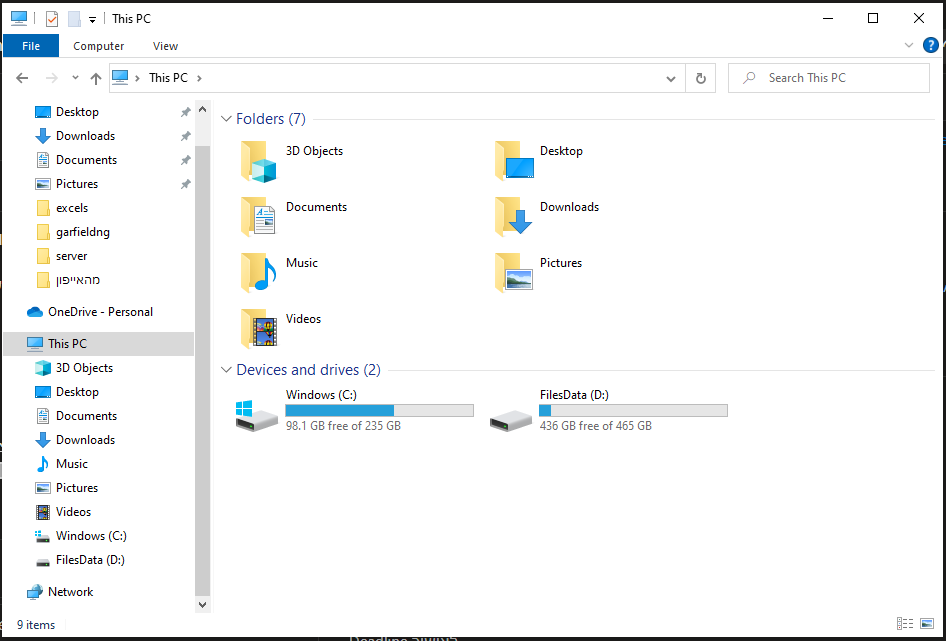 This PC
File Computer View
This PC
Search This PC
Desktop
Downloads
Documents
Pictures
excels
garfieldng
server
מהאייפון
OneDrive - Personal
This PC
3D Objects
Desktop
Documents
Downloads
Music
Pictures
Videos
Windows (C:)
FilesData (D:)
Network
Folders (7)
3D Objects
Desktop
Documents
Downloads
Music
Pictures
Videos
Devices and drives (2)
Windows (C:)
98.1 GB free of 235 GB
FilesData (D:)
436 GB free of 465 GB
9 items